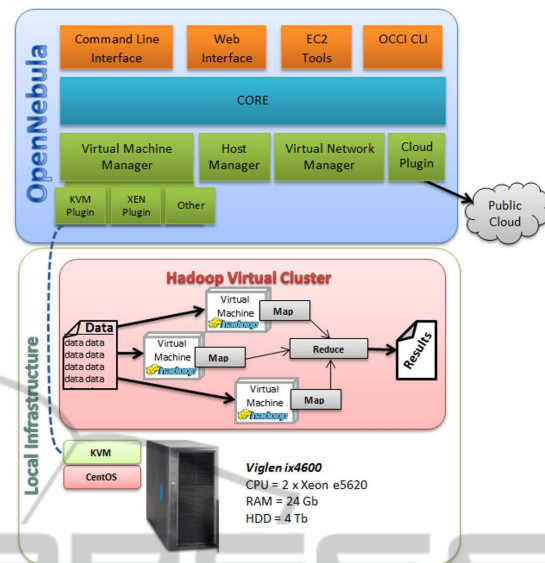 OpenNebula
Command Line
Interface
Web
Interface
EC2
Tools
OCCI CLI
CORE
Virtual Machine
Manager
Host
Manager
Virtual Network
Manager
Cloud
Plugin
KVM
Plugin
XEN
Plugin
Other
Public
Cloud
Local Infrastructure
Hadoop Virtual Cluster
Data
data data
data data
data data
data data
Virtual
Machine
hadoop
Map
Virtual
Machine
hadoop
Map
Virtual
Machine
hadoop
Map
Reduce
Results
KVM
CentOS
Viglen ix4600
CPU = 2 x Xeon e5620
RAM = 24 Gb
HDD = 4 Tb